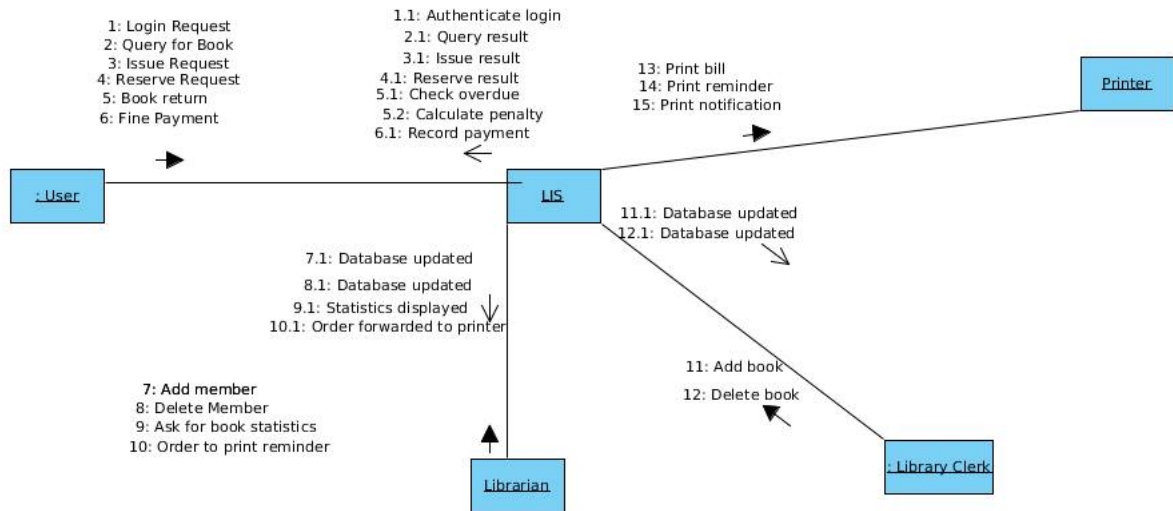 1: Login Request
2: Query for Book
3: Issue Request
4: Reserve Request
5: Book return
6: Fine Payment
1.1: Authenticate login
2.1: Query result
3.1: Issue result
4.1: Reserve result
5.1: Check overdue
5.2: Calculate penalty
6.1: Record payment
13: Print bill
14: Print reminder
15: Print notification
Printer
: User
LIS
11.1: Database updated
12.1: Database updated
7.1: Database updated
8.1: Database updated
9.1: Statistics displayed
10.1: Order forwarded to printer
11: Add book
12: Delete book
7: Add member
8: Delete Member
9: Ask for book statistics
10: Order to print reminder
Librarian
: Library Clerk